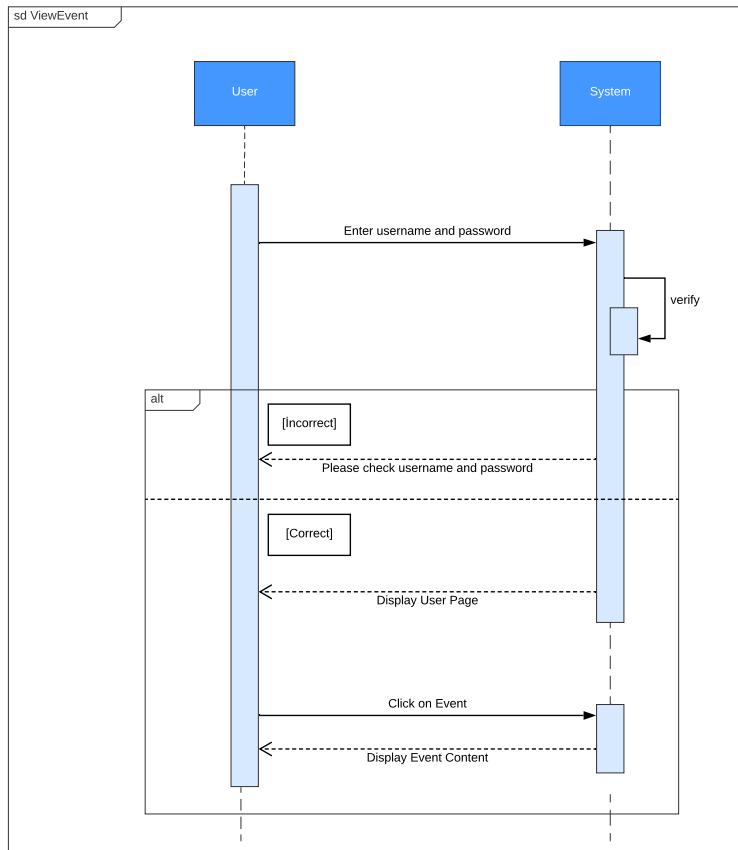 sd ViewEvent
User
System
Enter username and password
verify
alt
[İncorrect]
Please check username and password
[Correct]
Display User Page
Click on Event
Display Event Content